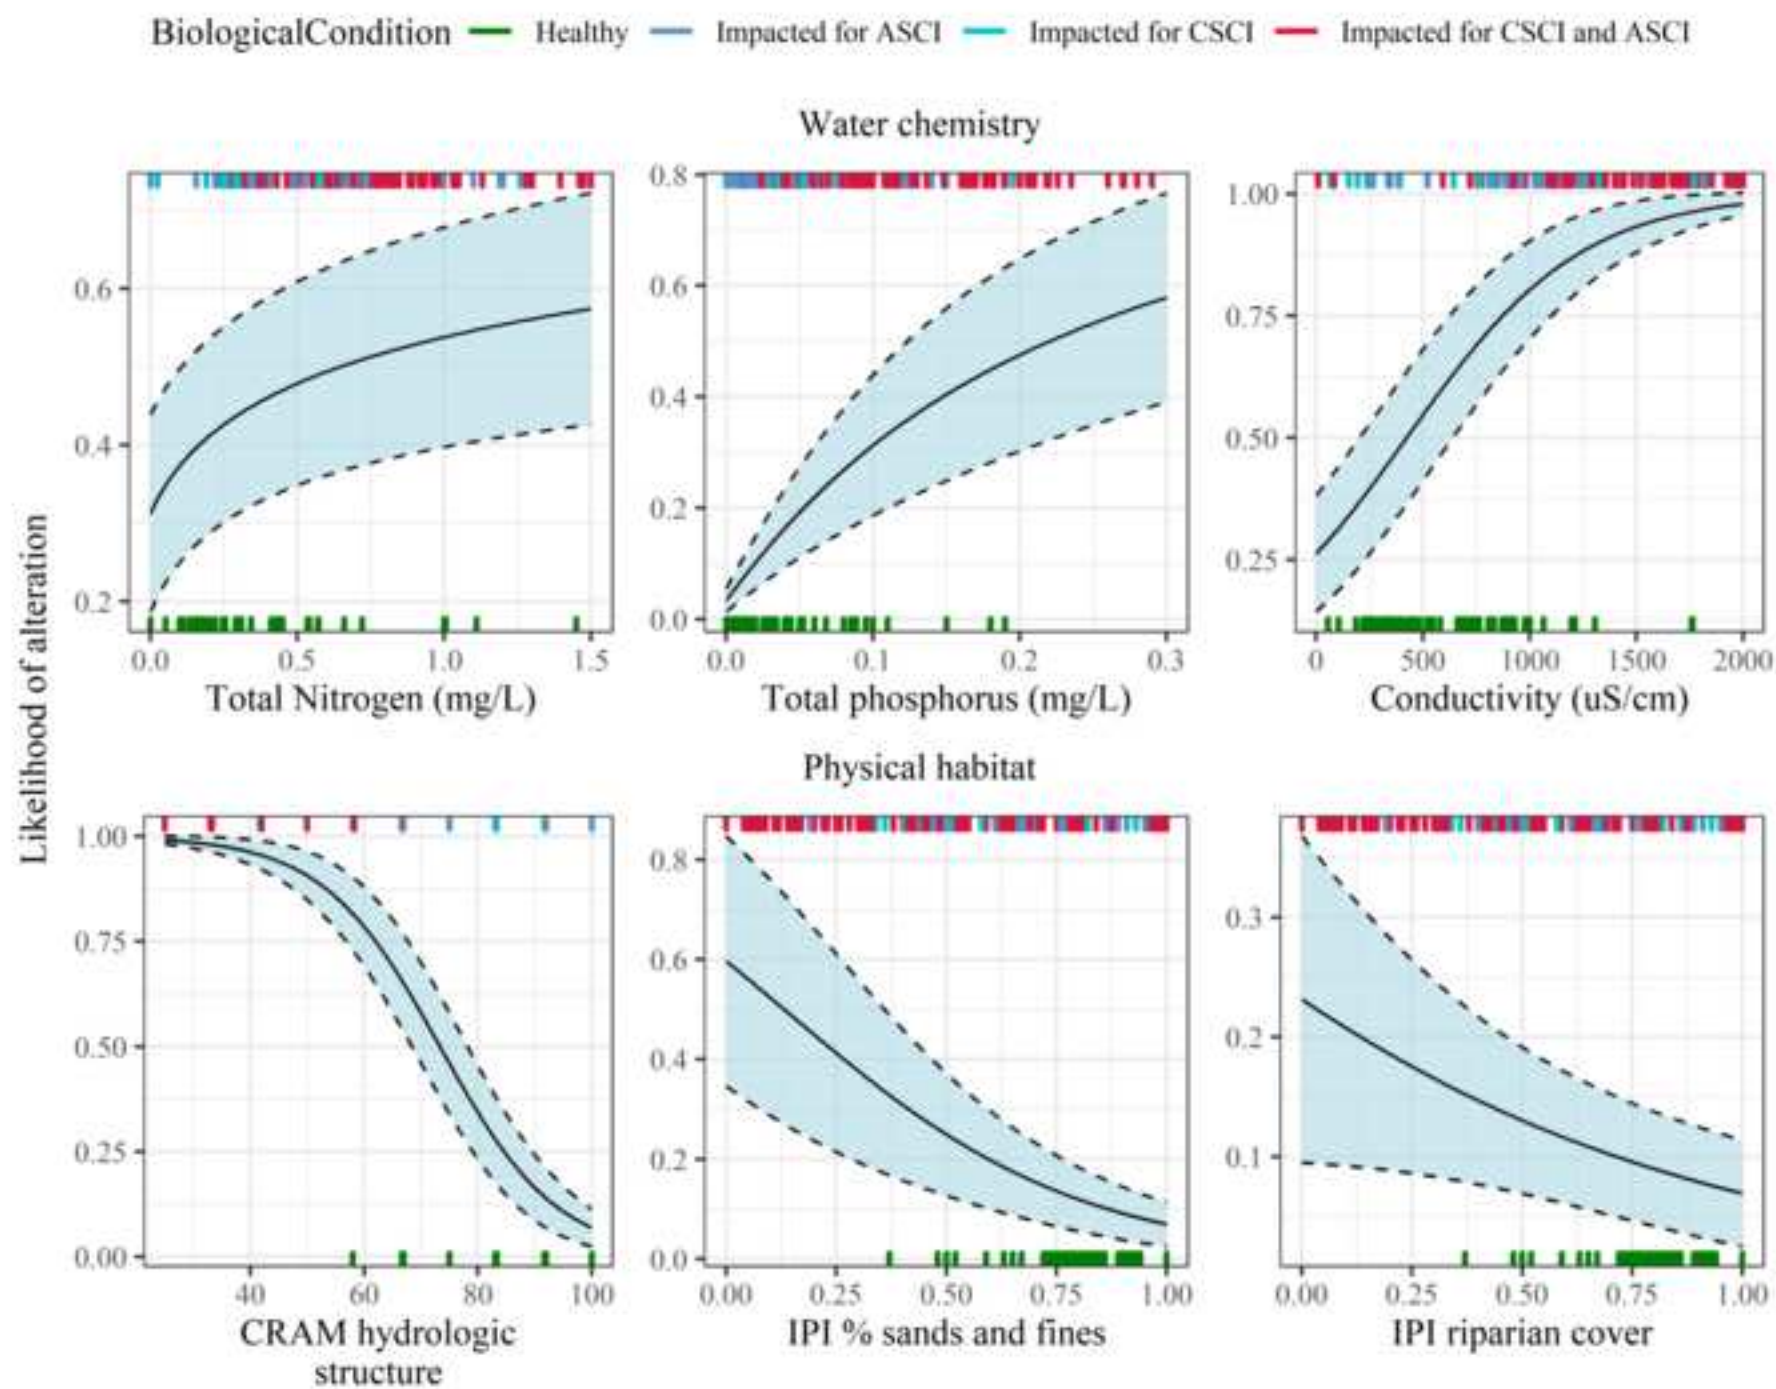 BiologicalCondition Healthy Impacted for ASCI Impacted for CSCI Impacted for CSCI and ASCI
Water chemistry
Likelihood of alteration
0.6
0.4
0.2
0.0 0.5 1.0 1.5
Total Nitrogen (mg/L)
0.8
0.6
0.4
0.2
0.0
0.0 0.1 0.2 0.3
Total phosphorus (mg/L)
1.00
0.75
0.50
0.25
0 500 1000 1500 2000
Conductivity (uS/cm)
Physical habitat
1.00
0.75
0.50
0.25
0.00
40 60 80 100
CRAM hydrologic
structure
0.8
0.6
0.4
0.2
0.0
0.00 0.25 0.50 0.75 1.00
IPI % sands and fines
0.3
0.2
0.1
0.00 0.25 0.50 0.75 1.00
IPI riparian cover